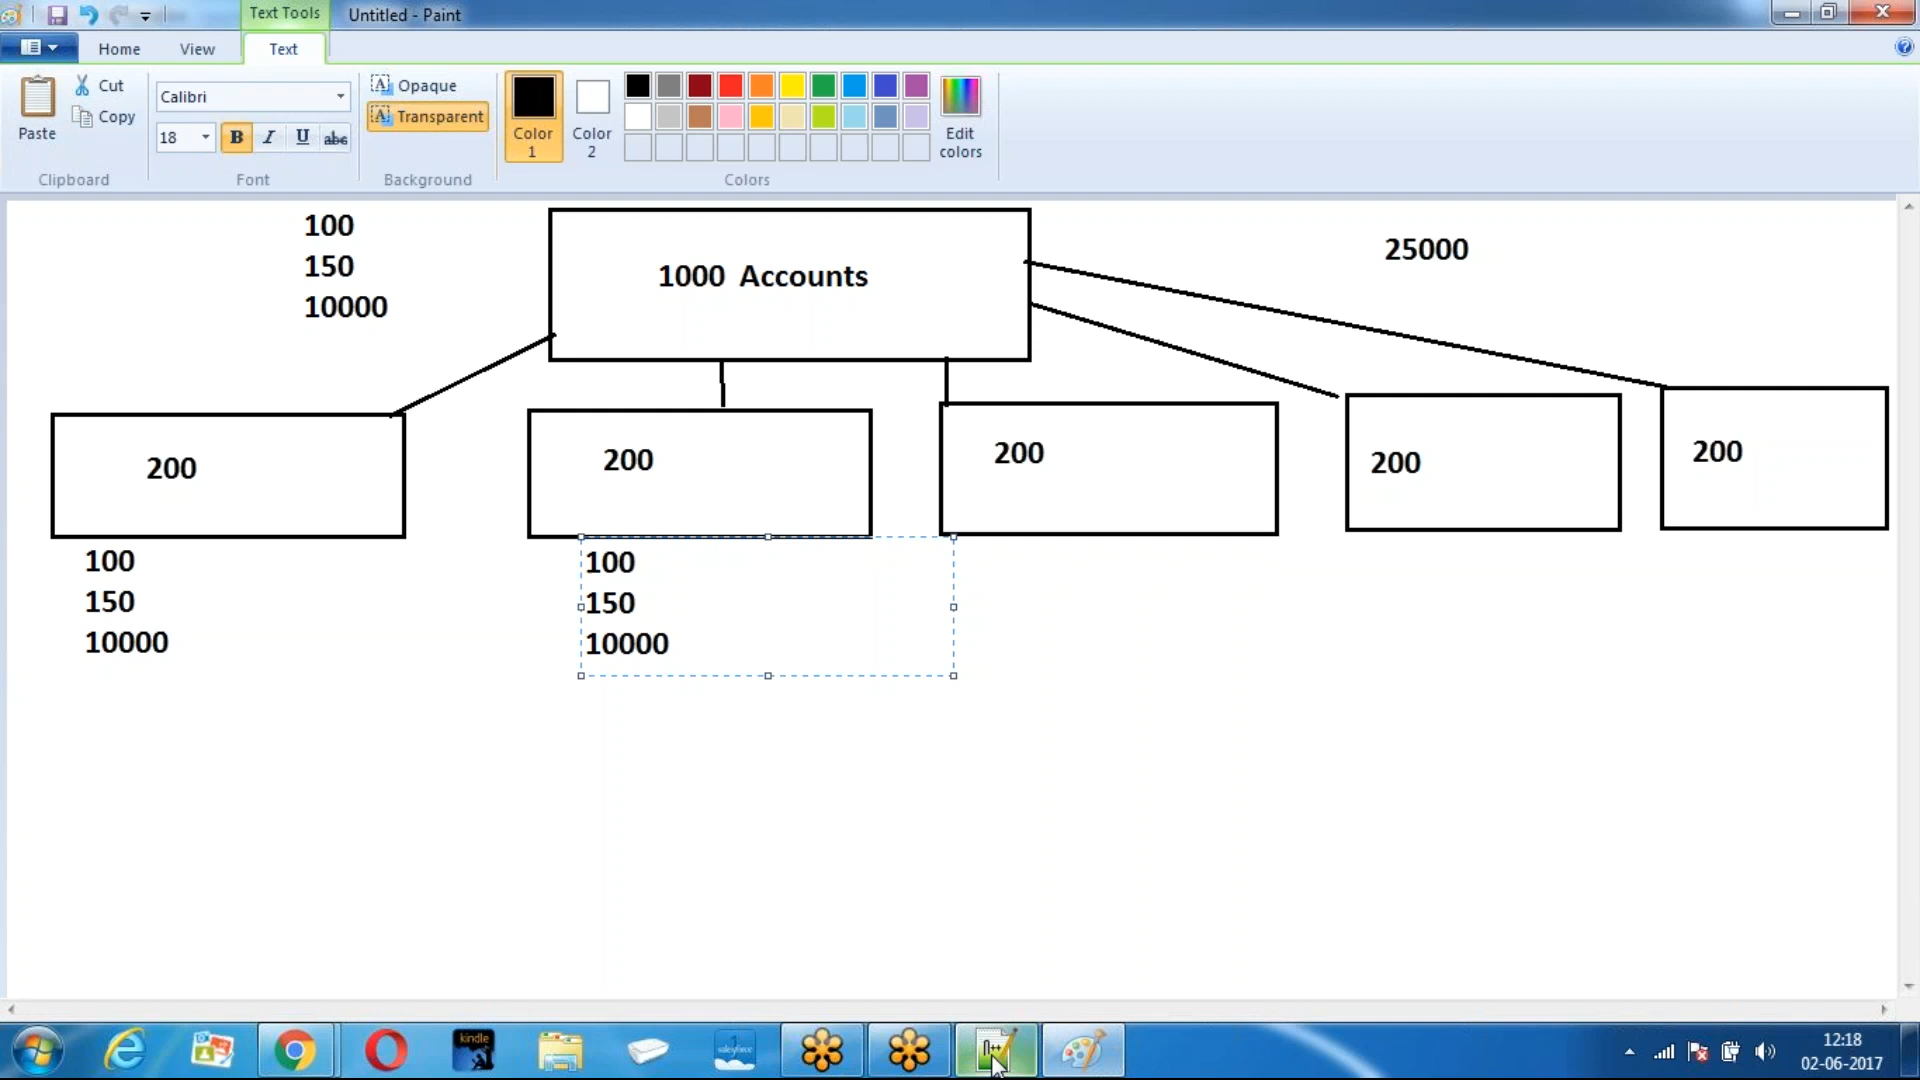 Text Tools
Untitled - Paint
Home
View
Text
Paste
Cut
Copy
Clipboard
Calibri
18
B
I
U
abc
Font
Opaque
Transparent
Background
Color
1
Color
2
Edit
colors
Colors
100
150
10000
1000 Accounts
25000
200
200
200
200
200
100
150
10000
100
150
10000
kindle
salesforce
n++
12:18
02-06-2017